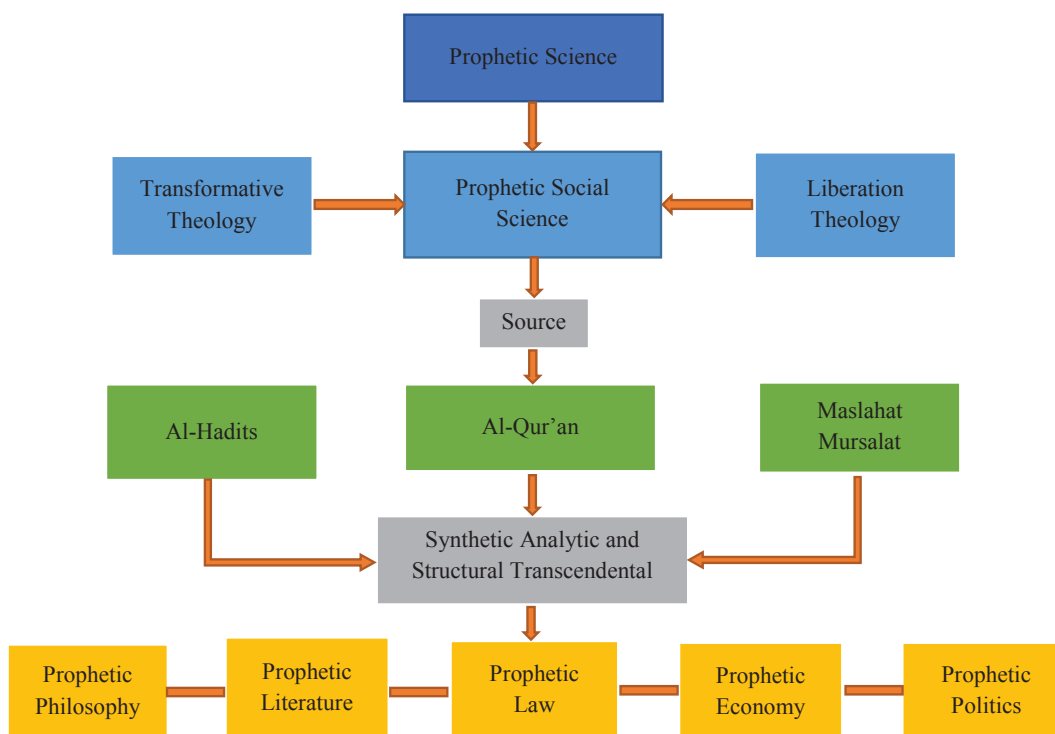 Prophetic Science
Transformative
Theology
Prophetic Social
Science
Liberation
Theology
Source
Al-Hadits
Al-Qur’an
Maslahat
Mursalat
Synthetic Analytic and
Structural Transcendental
Prophetic
Philosophy
Prophetic
Literature
Prophetic
Law
Prophetic
Economy
Prophetic
Politics